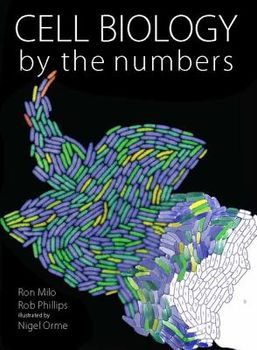 CELL BIOLOGY
by the numbers
Ron Milo
Rob Phillips
illustrated by
Nigel Orme